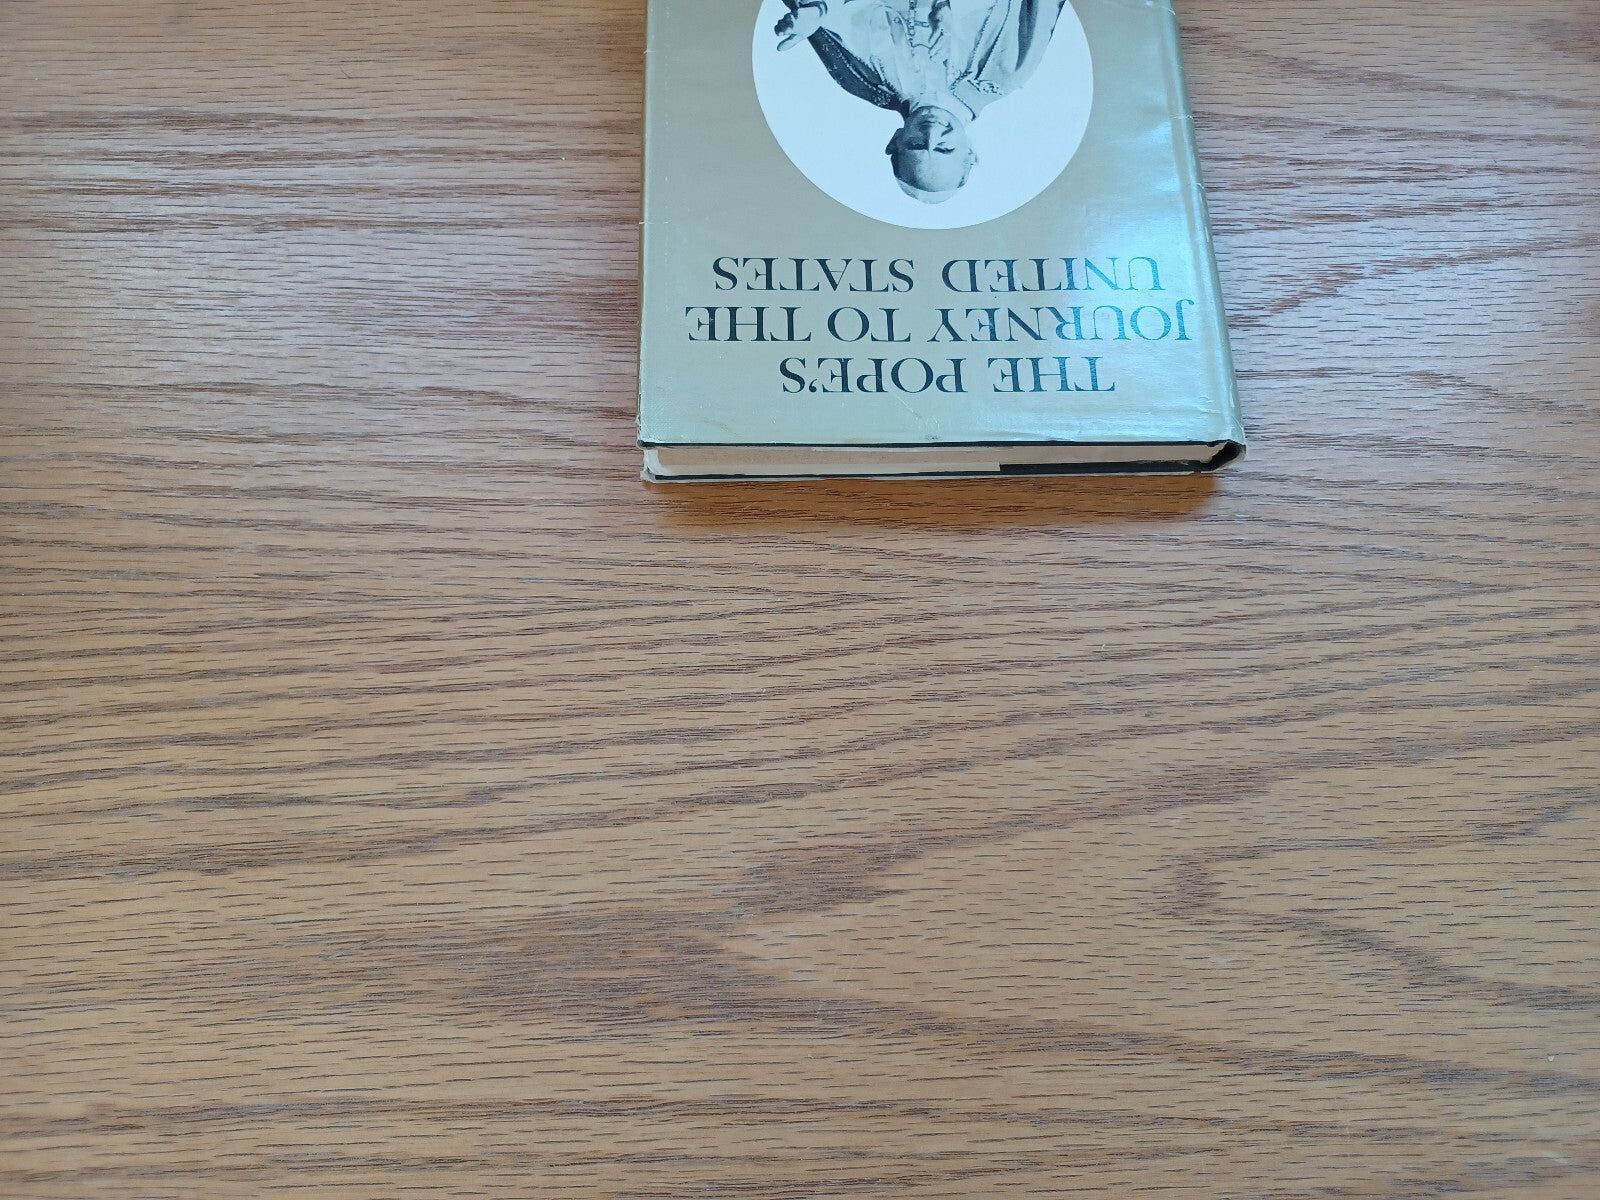 THE POPE'S
JOURNEY TO THE
UNITED STATES